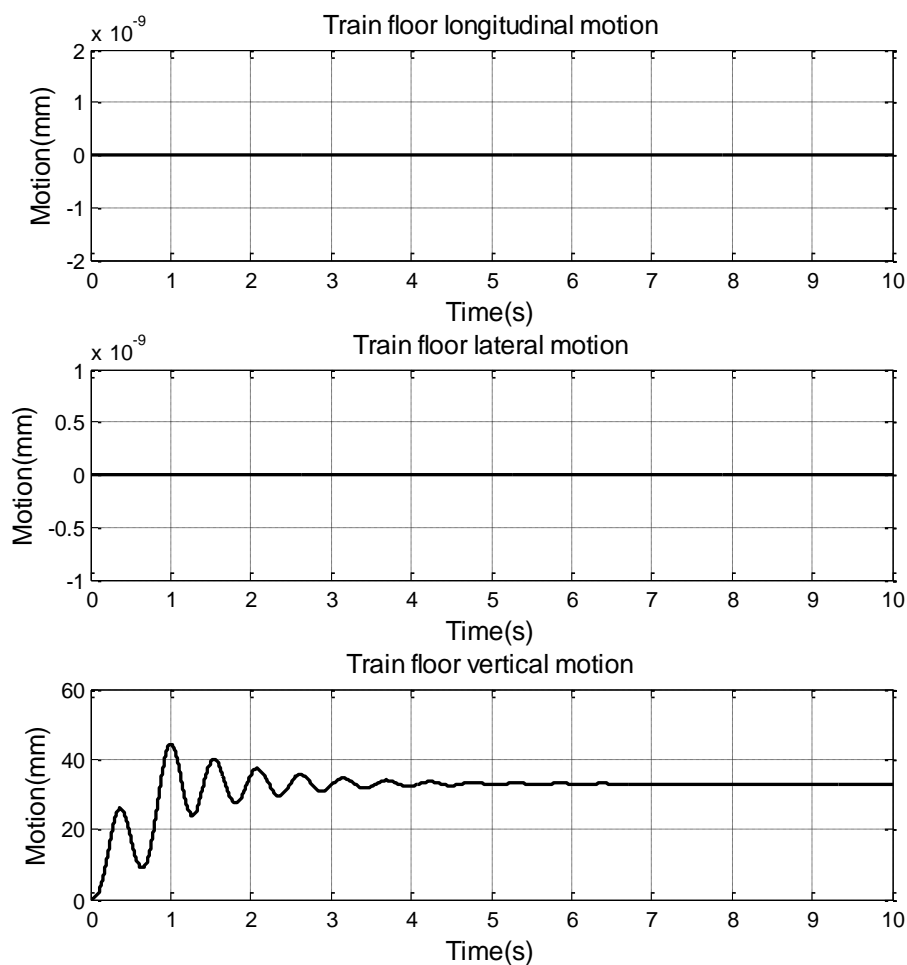 Train floor longitudinal motion
x 10-9
2
1
0
-1
-2
Motion(mm)
0 1 2 3 4 5 6 7 8 9 10
Time(s)
Train floor lateral motion
x 10-9
1
0.5
0
-0.5
-1
Motion(mm)
0 1 2 3 4 5 6 7 8 9 10
Time(s)
Train floor vertical motion
60
40
20
0
Motion(mm)
0 1 2 3 4 5 6 7 8 9 10
Time(s)